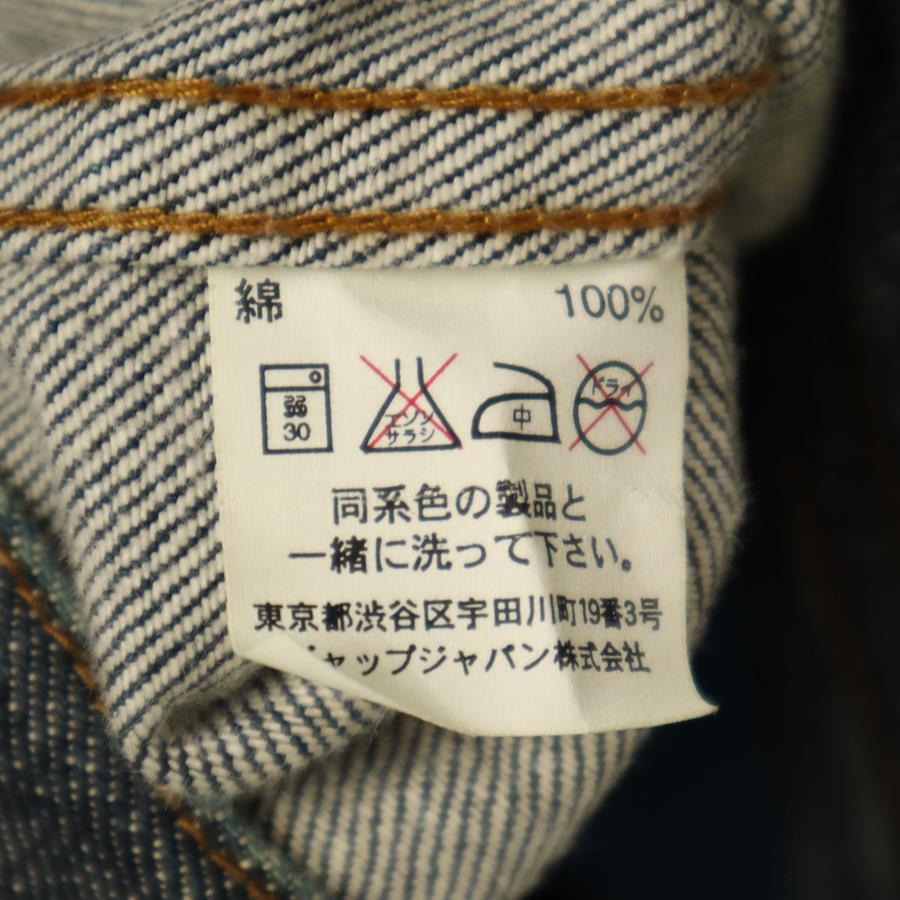 綿 100%
弱 30
エンソ サラシ
中
ドライ
同系色の製品と
一緒に洗って下さい。
東京都渋谷区宇田川町19番3号
ギャップジャパン株式会社